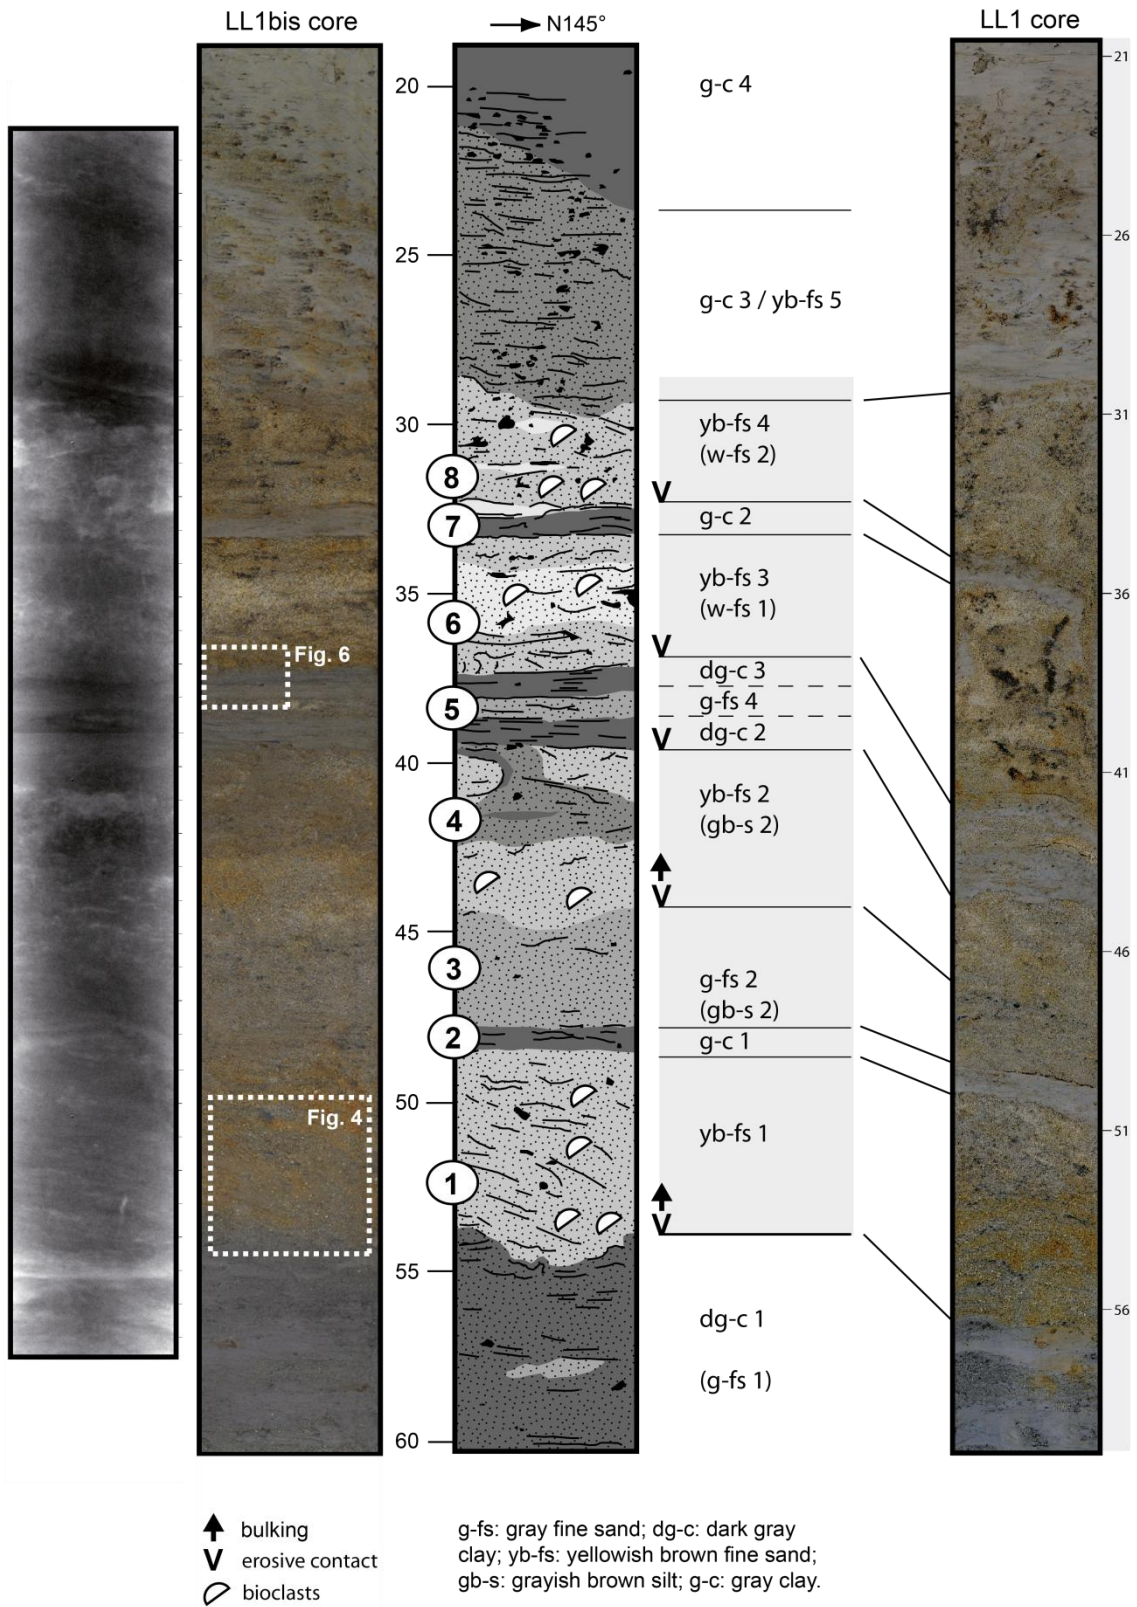 LL1bis core
N145°
LL1 core
20
25
30
35
40
45
50
55
60
Fig. 6
Fig. 4
8
7
6
5
4
3
2
1
g-c 4
g-c 3 / yb-fs 5
yb-fs 4
(w-fs 2)
V
g-c 2
yb-fs 3
(w-fs 1)
V
dg-c 3
g-fs 4
dg-c 2
V
yb-fs 2
(gb-s 2)
V
g-fs 2
(gb-s 2)
g-c 1
yb-fs 1
V
dg-c 1
(g-fs 1)
21
26
31
36
41
46
51
56
bulking
V erosive contact
bioclasts
g-fs: gray fine sand; dg-c: dark gray
clay; yb-fs: yellowish brown fine sand;
gb-s: grayish brown silt; g-c: gray clay.